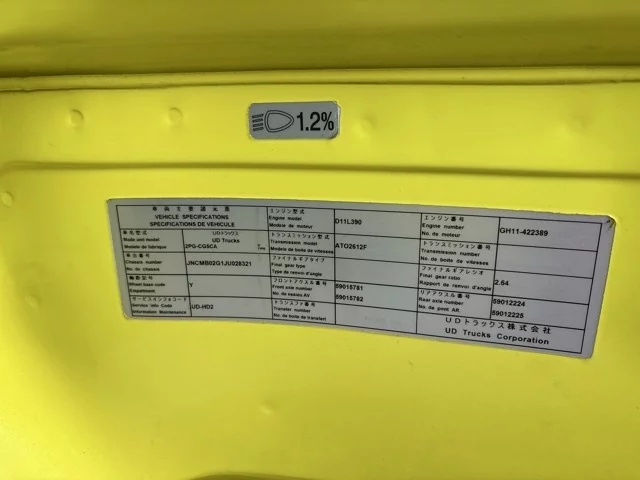 1.2%
車両主要諸元表
VEHICLE SPECIFICATIONS
SPECIFICATIONS DE VEHICULE
車名型式
Make and model
Modele de fabrique
UDトラックス
UD Trucks
2PG-CG5CA
車台番号
Chassis number
No. de chassis
JNCMB02G1JU028321
軸距記号
Wheel base code
Empattement
Y
サービスインフォコード
Service Info Code
Information Maintenance
UD-HD2
エンジン型式
Engine model
Modele de moteur
D11L390
トランスミッション型式
Transmission model
Modele de boite de vitesses
ATO2612F
ファイナルギアタイプ
Final gear type
Type de renvoi d'angle
フロントアクスル番号
Front axle number
No. de essieu AV
59015781
59015782
トランスファ番号
Transfer number
No. de boite de transfert
エンジン番号
Engine number
No. de moteur
GH11-422389
トランスミッション番号
Transmission number
No. de boite de vitesses
ファイナルギアレシオ
Final gear ratio
Rapport de renvoi d'angle
2.64
リアアクスル番号
Rear axle number
No. de pont AR
59012224
59012225
UDトラックス株式会社
UD Trucks Corporation